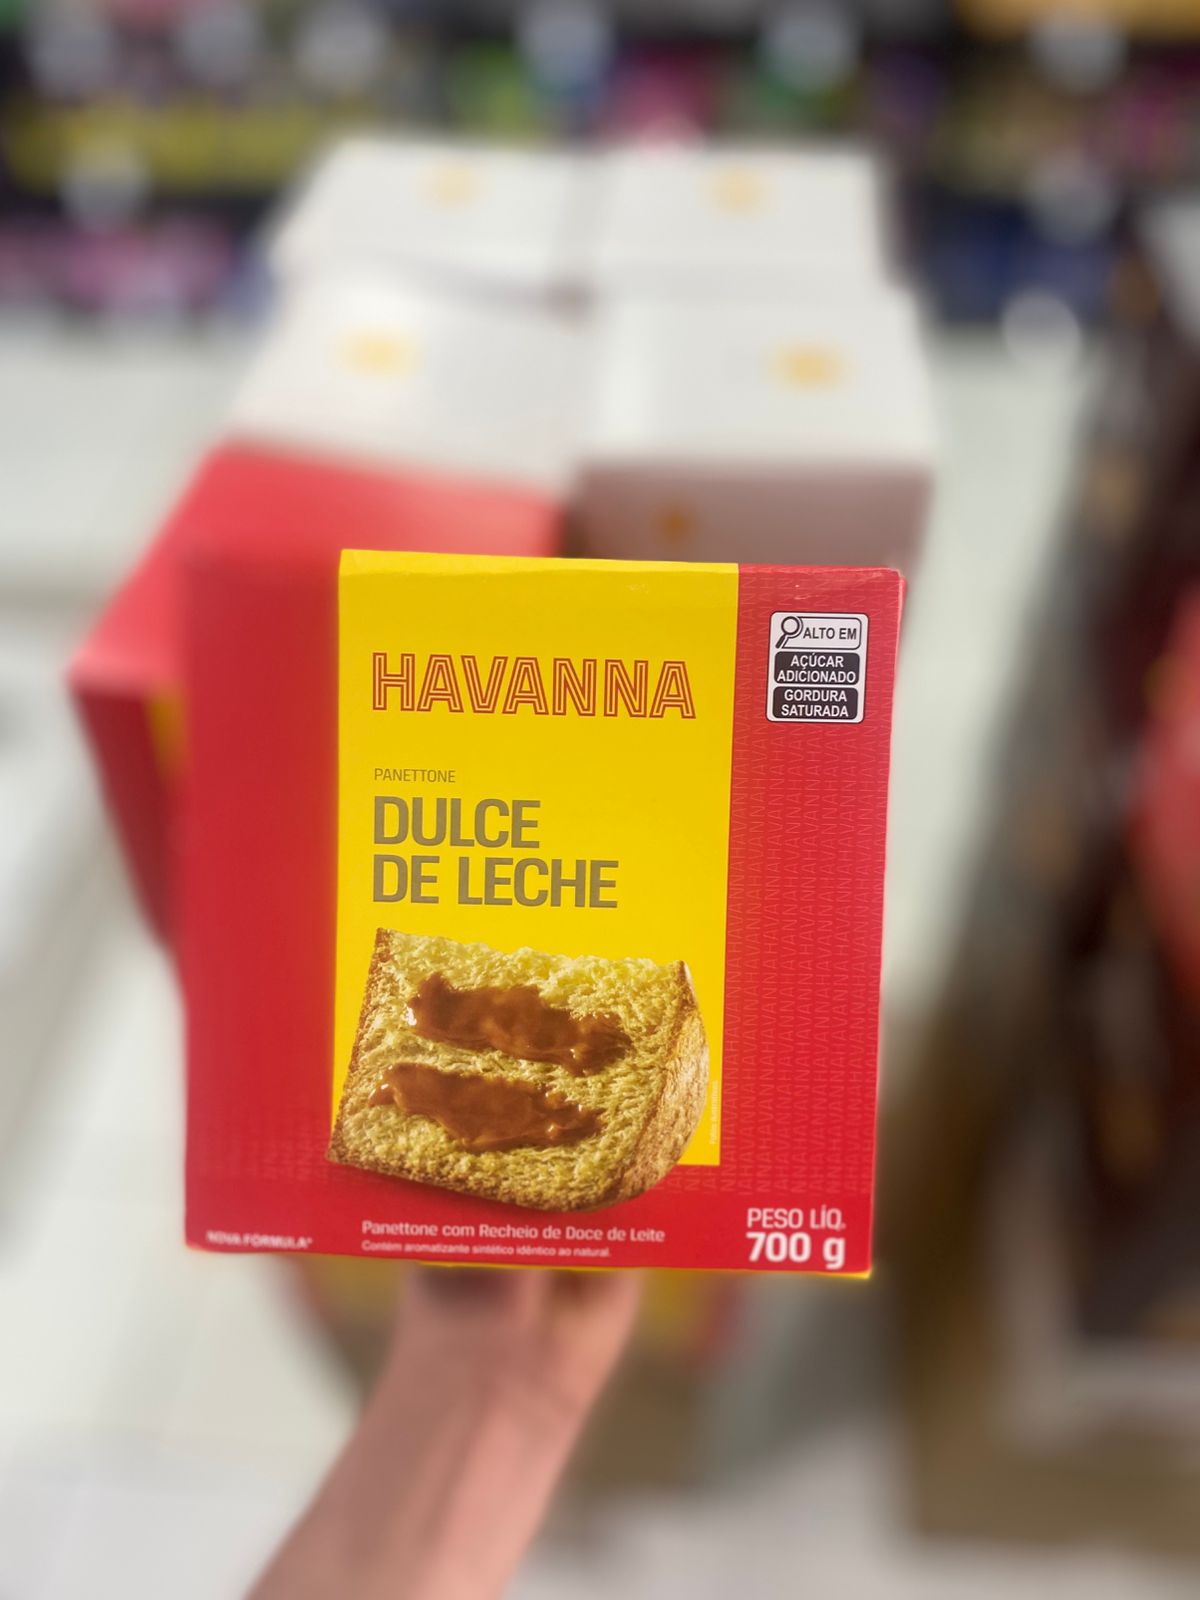 HAVANNA
ALTO EM
AÇÚCAR
ADICIONADO
GORDURA
SATURADA
PANETTONE
DULCE
DE LECHE
PESO LÍQ.
700 g
NOVA FÓRMULA*
Panettone com Recheio de Doce de Leite
Contém aromatizante sintético idêntico ao natural.